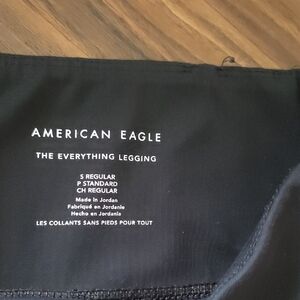 AMERICAN EAGLE
THE EVERYTHING LEGGING
S REGULAR
P STANDARD
CH REGULAR
Made in Jordan
Fabriqué en Jordanie
Hecho en Jordania
LES COLLANTS SANS PIEDS POUR TOUT